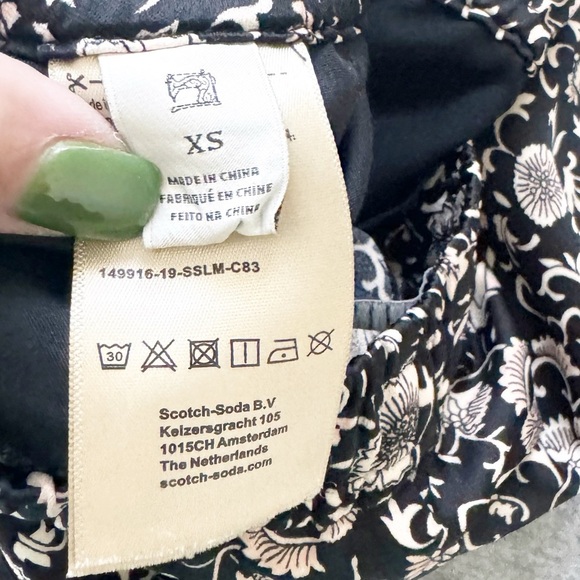 XS
MADE IN CHINA
FABRIQUÉ EN CHINE
FEITO NA CHINA
149916-19-SSLM-C83
30
Scotch-Soda B.V
Keizersgracht 105
1015CH Amsterdam
The Netherlands
scotch-soda.com